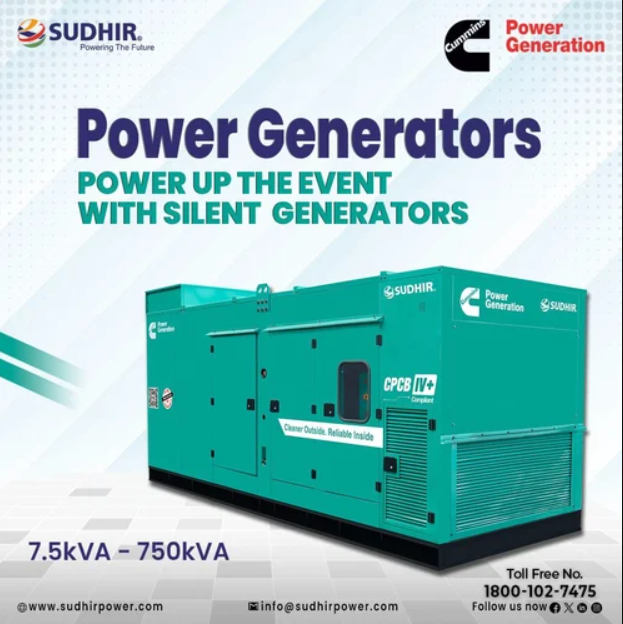 SUDHIR.
Powering The Future
Cummins
Power
Generation
Power Generators
POWER UP THE EVENT
WITH SILENT GENERATORS
SUDHIR.
Power
Generation
SUDHIR.
Power
Generation
CPCB IV+
Compliant
Cleaner Outside. Reliable Inside
7.5kVA - 750kVA
Toll Free No.
1800-102-7475
www.sudhirpower.com
info@sudhirpower.com
Follow us now